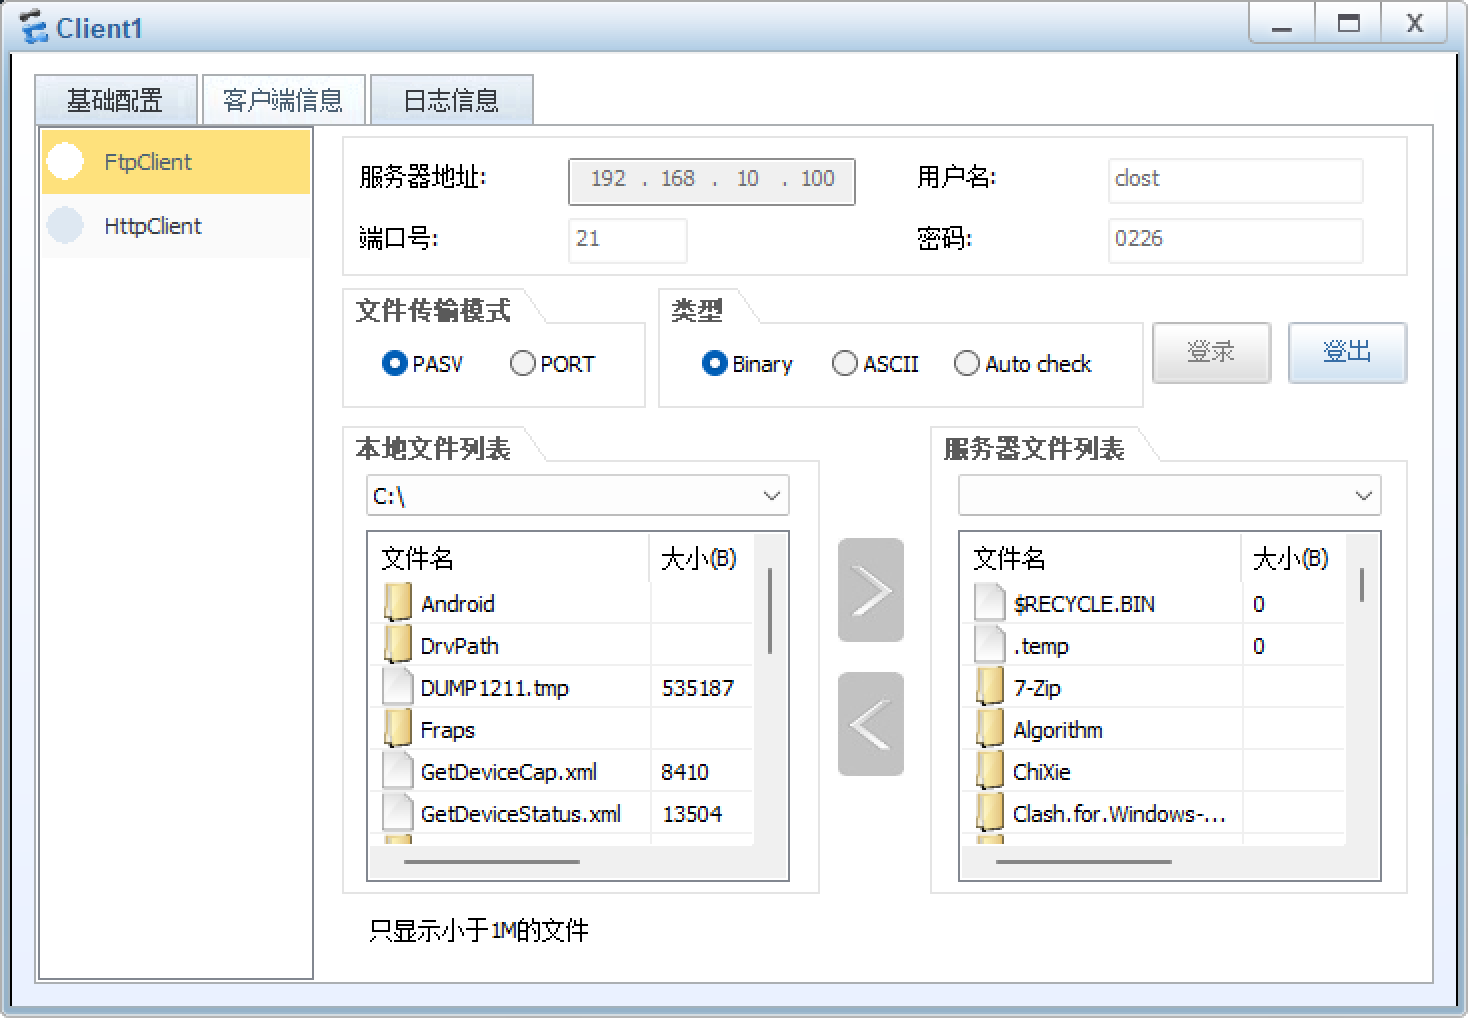 Client1
基础配置 客户端信息 日志信息
FtpClient
HttpClient
服务器地址: 192 . 168 . 10 . 100 用户名: clost
端口号: 21 密码: 0226
文件传输模式 类型
PASV PORT Binary ASCII Auto check 登录 登出
本地文件列表 服务器文件列表
C:\
文件名 大小(B) 文件名 大小(B)
Android $RECYCLE.BIN 0
DrvPath .temp 0
DUMP1211.tmp 535187 7-Zip
Fraps Algorithm
GetDeviceCap.xml 8410 ChiXie
GetDeviceStatus.xml 13504 Clash.for.Windows-...
只显示小于1M的文件